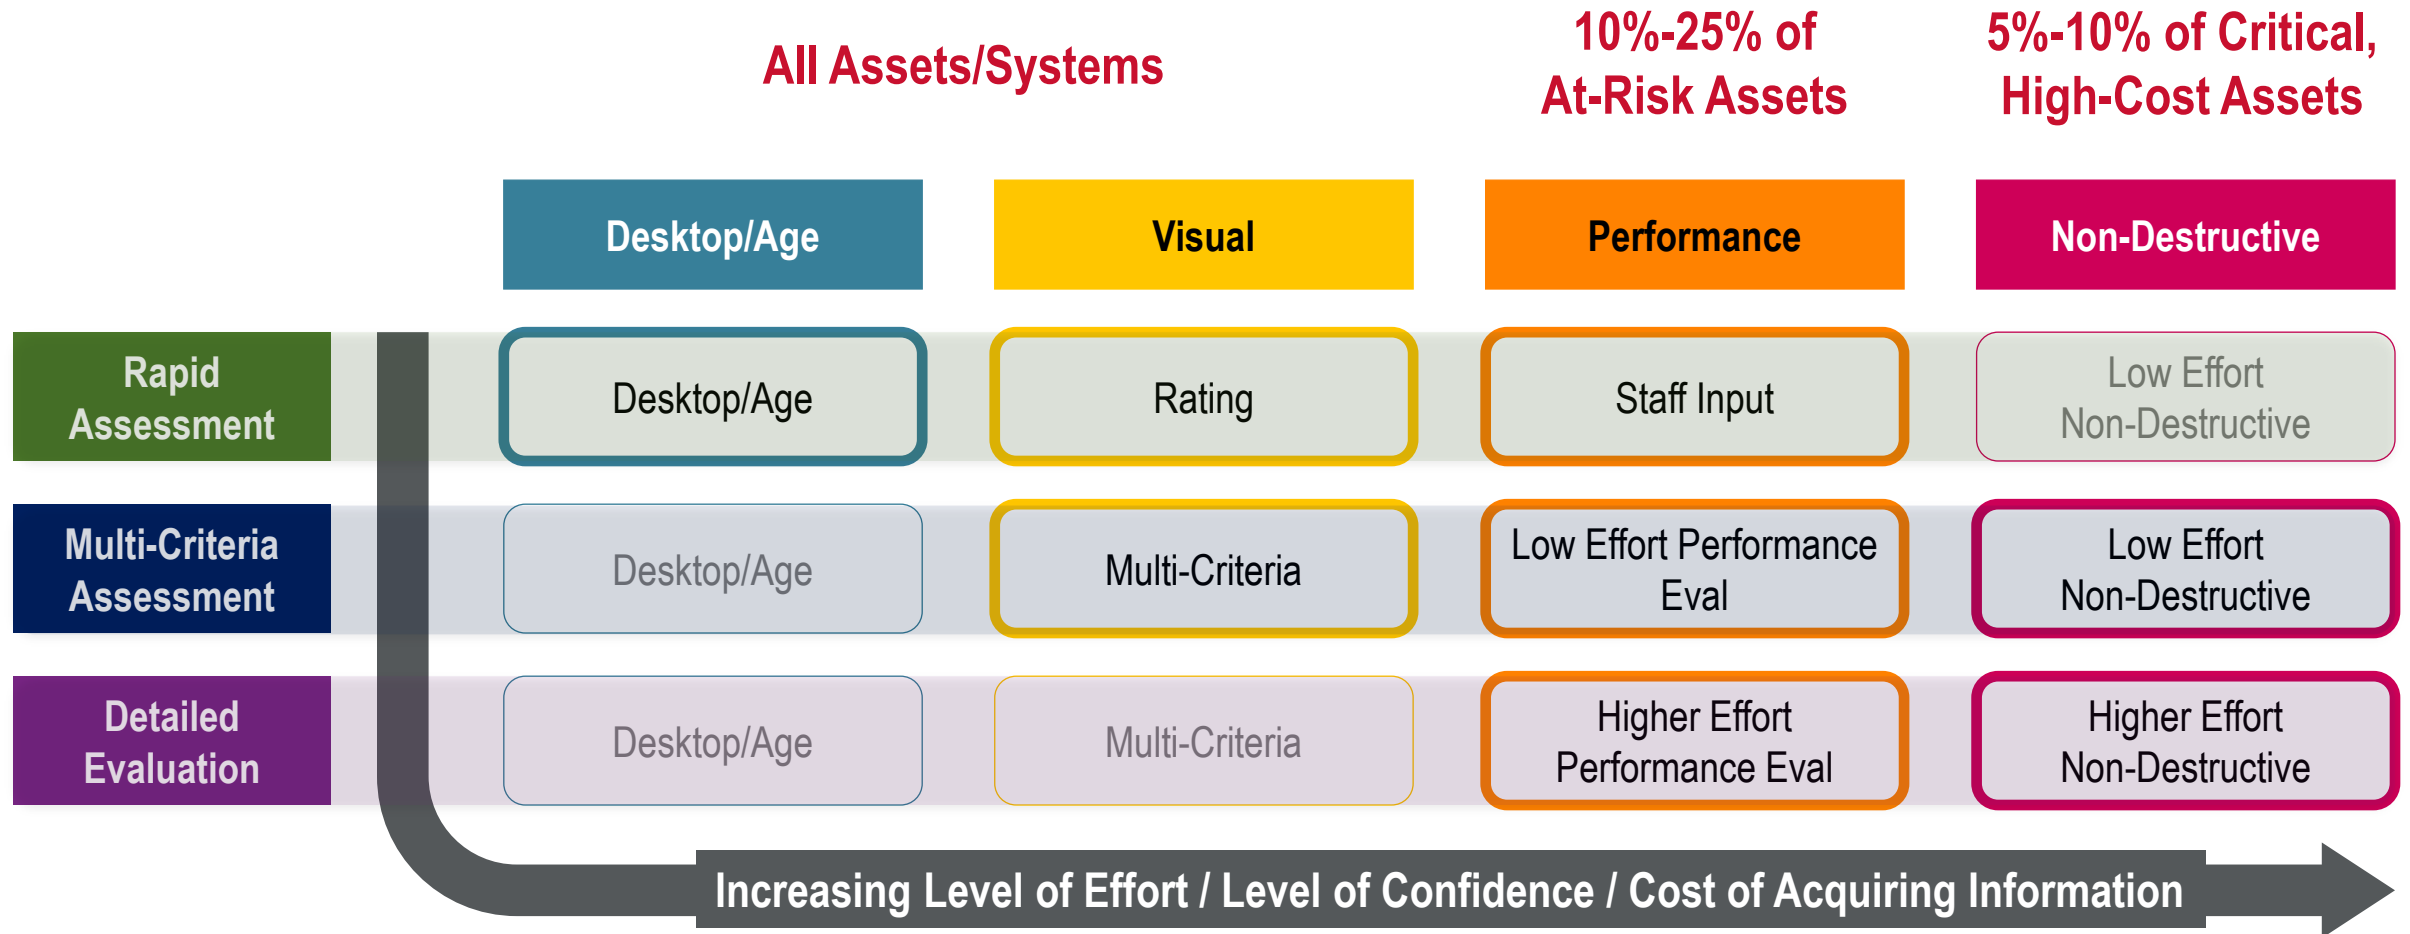 All Assets/Systems
10%-25% of
At-Risk Assets
5%-10% of Critical,
High-Cost Assets
Desktop/Age
Visual
Performance
Non-Destructive
Rapid
Assessment
Desktop/Age
Rating
Staff Input
Low Effort
Non-Destructive
Multi-Criteria
Assessment
Desktop/Age
Multi-Criteria
Low Effort Performance
Eval
Low Effort
Non-Destructive
Detailed
Evaluation
Desktop/Age
Multi-Criteria
Higher Effort
Performance Eval
Higher Effort
Non-Destructive
Increasing Level of Effort / Level of Confidence / Cost of Acquiring Information